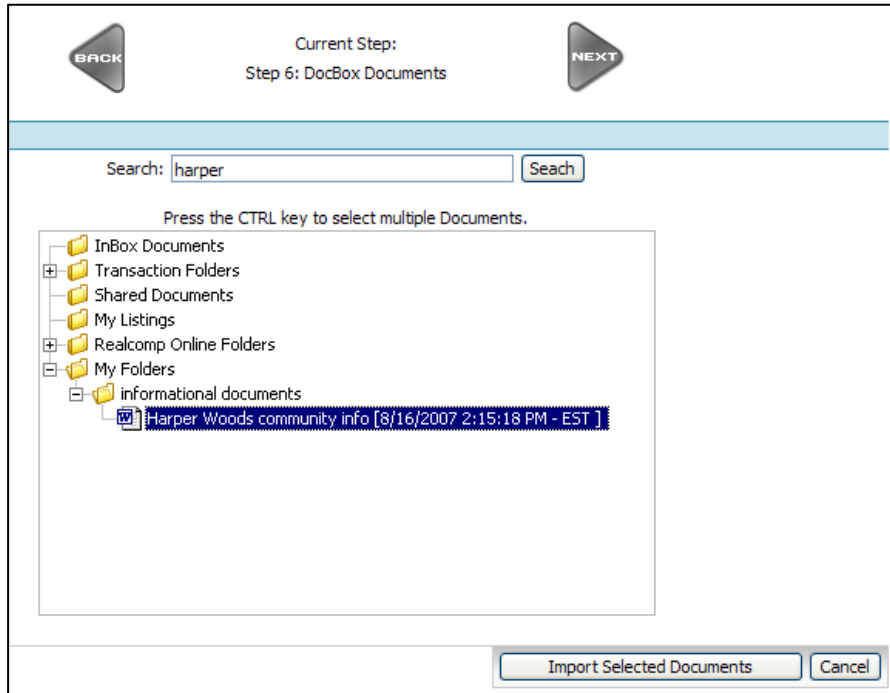 BACK
Current Step:
NEXT
Step 6: DocBox Documents
Search: harper Seach
Press the CTRL key to select multiple Documents.
InBox Documents
Transaction Folders
Shared Documents
My Listings
Realcomp Online Folders
My Folders
informational documents
Harper Woods community info [8/16/2007 2:15:18 PM - EST ]
Import Selected Documents Cancel